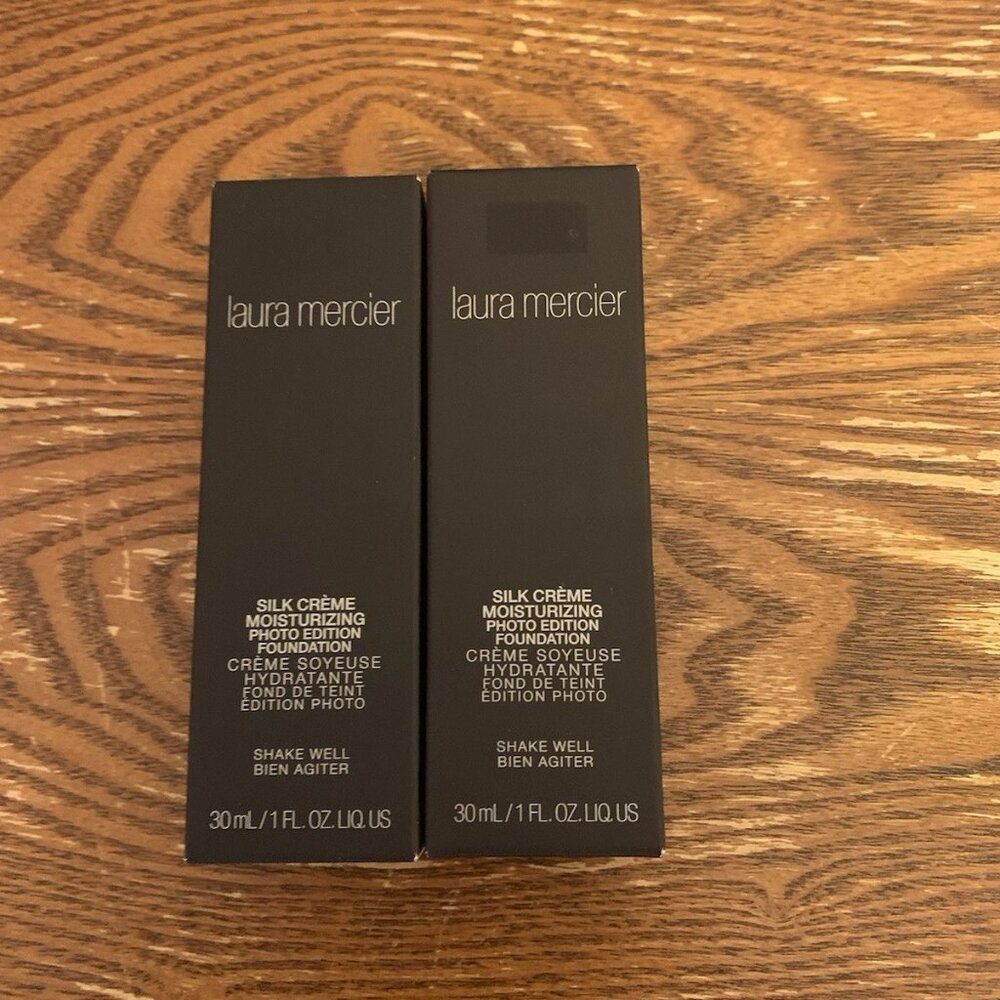 laura mercier
SILK CRÈME
MOISTURIZING
PHOTO EDITION
FOUNDATION
CRÈME SOYEUSE
HYDRATANTE
FOND DE TEINT
ÉDITION PHOTO
SHAKE WELL
BIEN AGITER
30 mL / 1 FL. OZ. LIQ. US
laura mercier
SILK CRÈME
MOISTURIZING
PHOTO EDITION
FOUNDATION
CRÈME SOYEUSE
HYDRATANTE
FOND DE TEINT
ÉDITION PHOTO
SHAKE WELL
BIEN AGITER
30 mL / 1 FL. OZ. LIQ. US